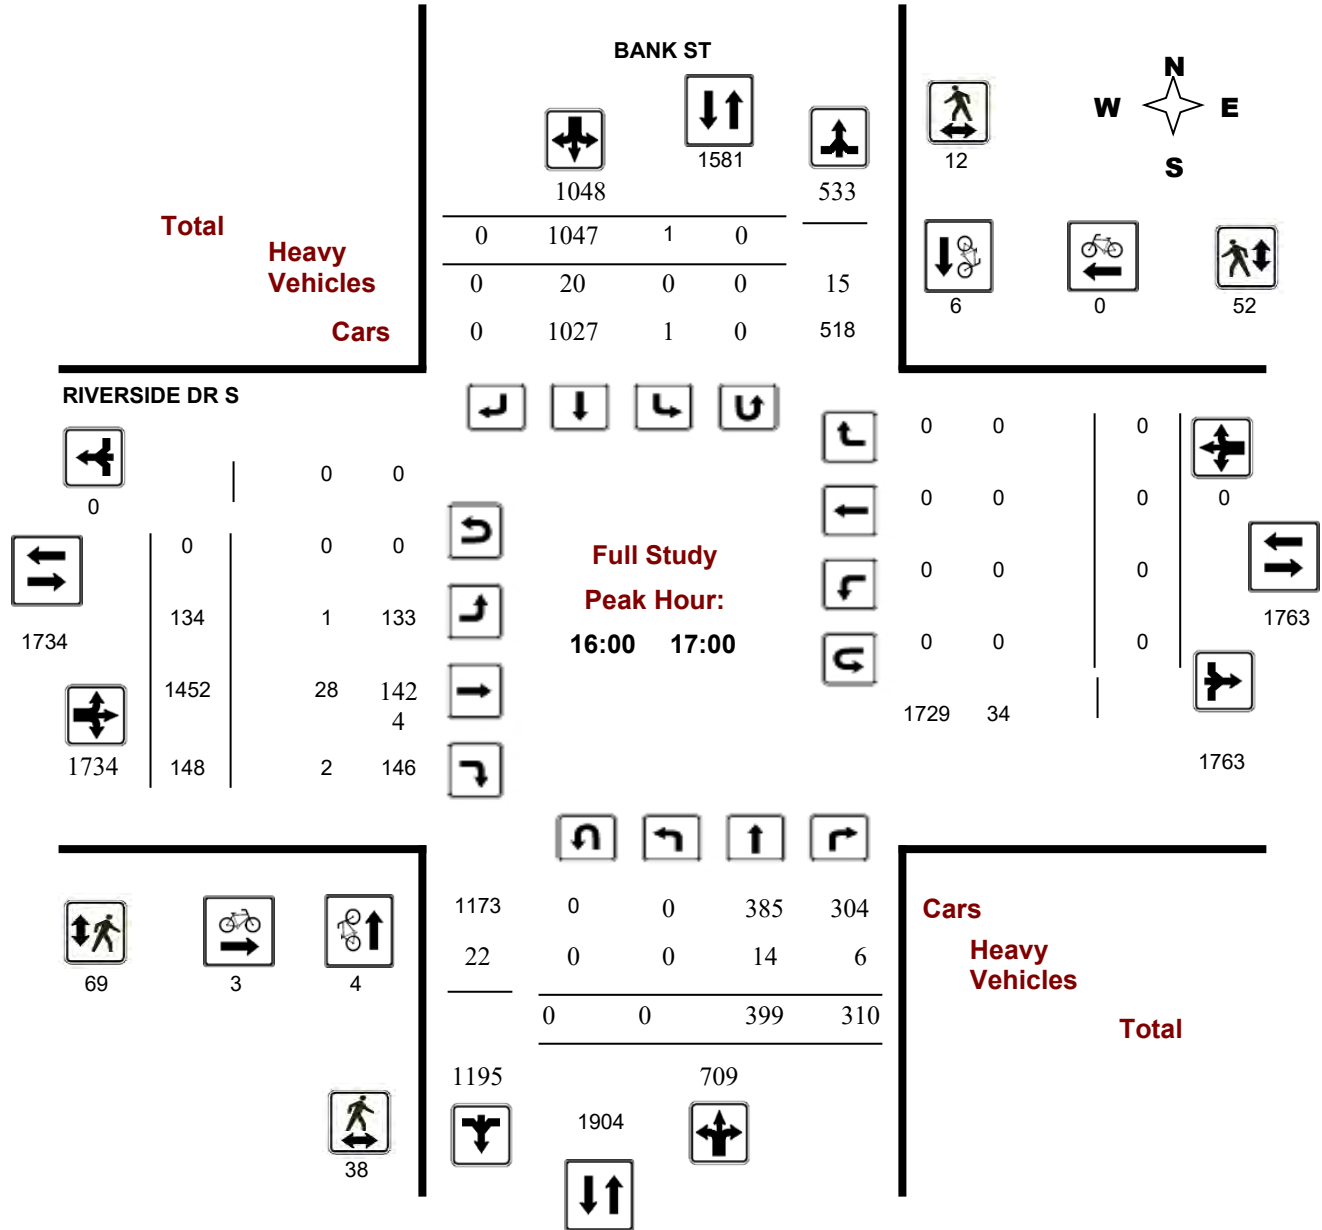 BANK ST
N
W E
S
1581
12
1048 533
Total
0 1047 1 0
Heavy
Vehicles
0 20 0 0 15
6 0 52
Cars
0 1027 1 0 518
RIVERSIDE DR S
0 0 0
0 0
0
0 0 0 0
0 0 0
Full Study
0 0 0
Peak Hour:
134 1 133
1763
1734
16:00 17:00
0 0 0
1452 28 142
4
1729 34
1734 148 2 146
1763
1173 0 0 385 304
Cars
22 0 0 14 6
Heavy
Vehicles
69 3 4
0 0 399 310
Total
1195 709
1904
38